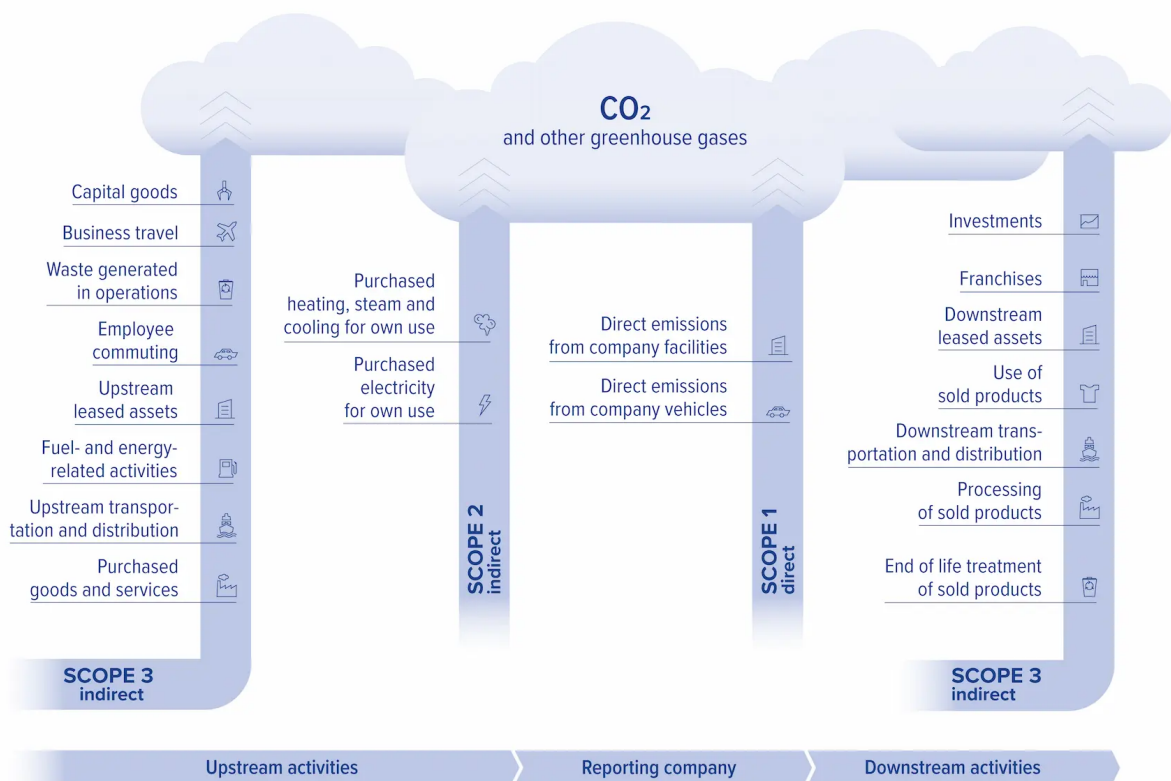 CO₂
and other greenhouse gases
Capital goods
Business travel
Waste generated
in operations
Employee
commuting
Upstream
leased assets
Fuel- and energy-
related activities
Upstream transpor-
tation and distribution
Purchased
goods and services
SCOPE 3
indirect
Purchased
heating, steam and
cooling for own use
Purchased
electricity
for own use
SCOPE 2
indirect
Direct emissions
from company facilities
Direct emissions
from company vehicles
SCOPE 1
direct
Investments
Franchises
Downstream
leased assets
Use of
sold products
Downstream trans-
portation and distribution
Processing
of sold products
End of life treatment
of sold products
SCOPE 3
indirect
Upstream activities
Reporting company
Downstream activities